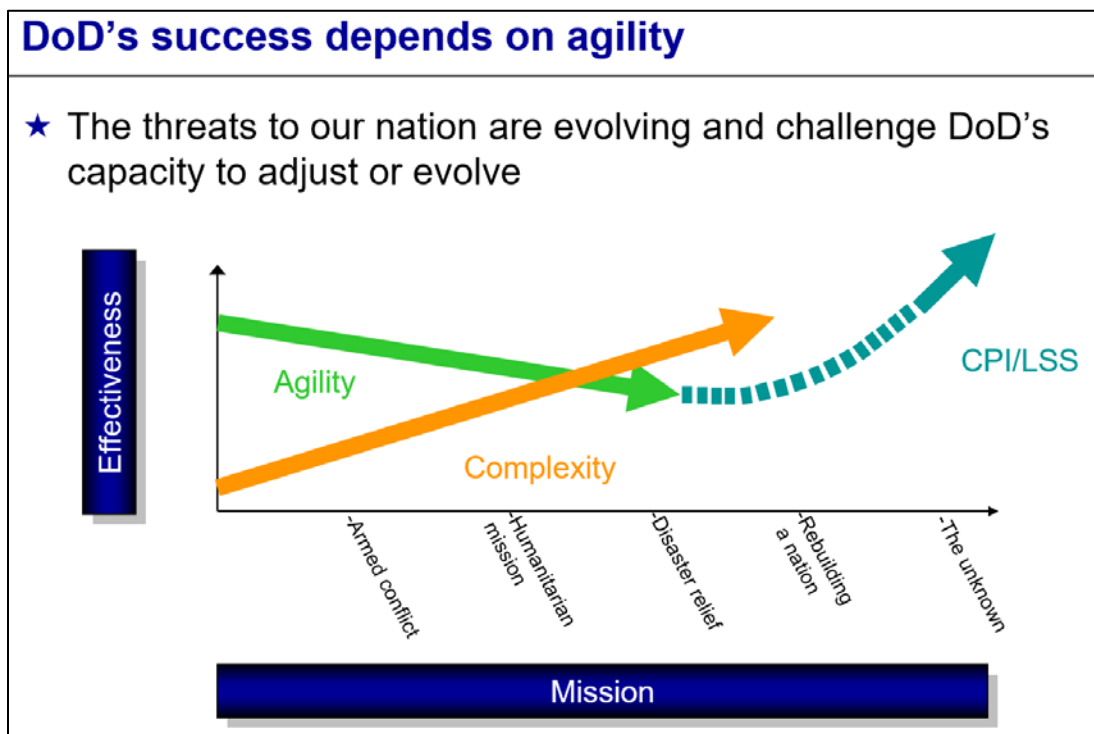 DoD’s success depends on agility
★ The threats to our nation are evolving and challenge DoD’s
capacity to adjust or evolve
Effectiveness
Agility
Complexity
CPI/LSS
-Armed conflict
-Humanitarian
mission
-Disaster relief
-Rebuilding
a nation
-The unknown
Mission